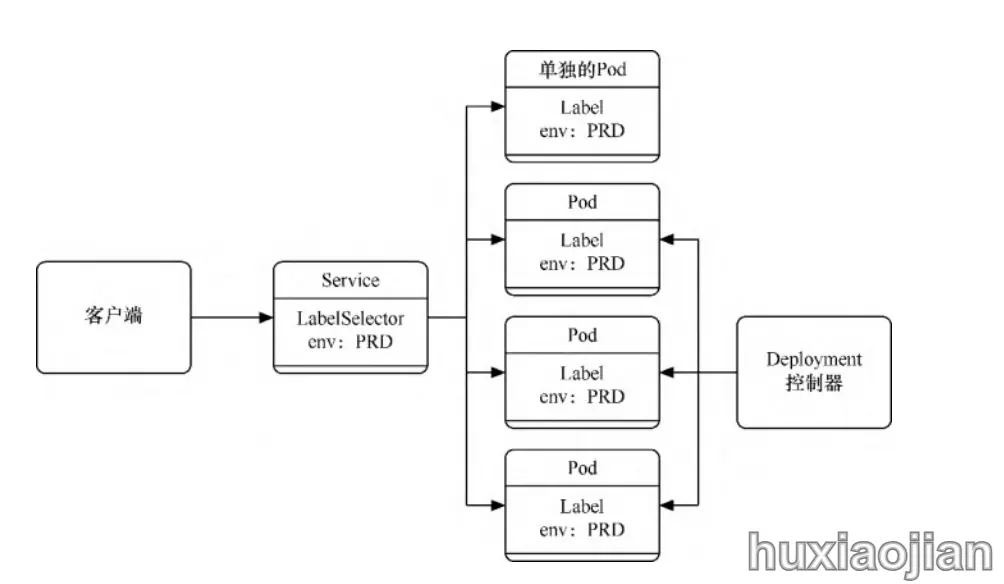 客户端
Service
LabelSelector
env: PRD
单独的Pod
Label
env: PRD
Pod
Label
env: PRD
Pod
Label
env: PRD
Pod
Label
env: PRD
Deployment
控制器
huxiaojian